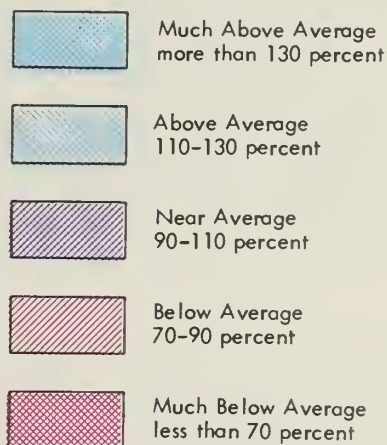 Much Above Average
more than 130 percent
Above Average
110-130 percent
Near Average
90-110 percent
Below Average
70-90 percent
Much Below Average
less than 70 percent